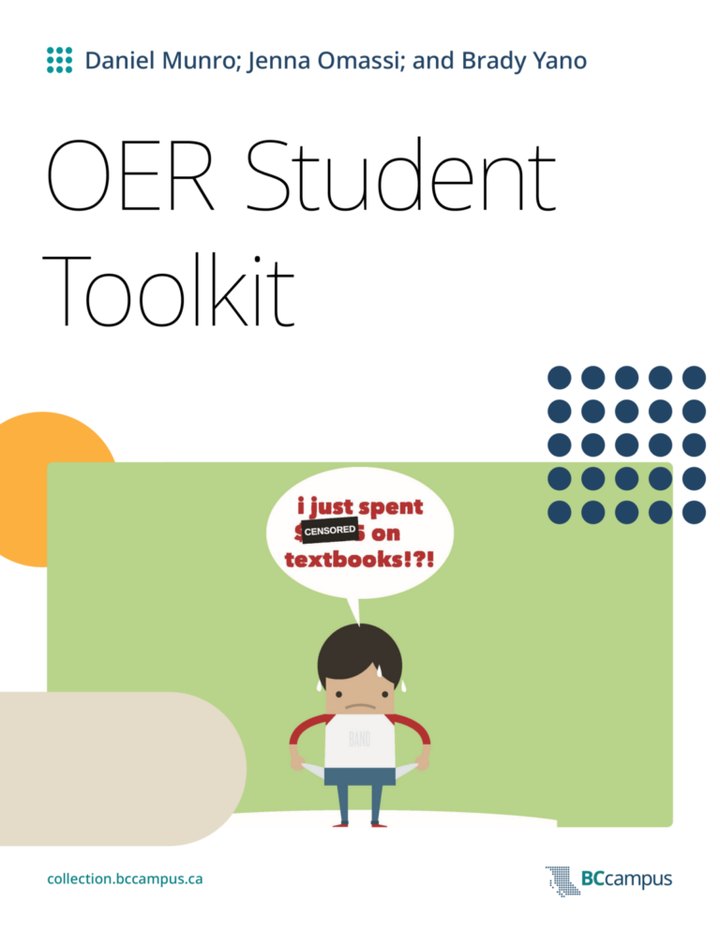 Daniel Munro; Jenna Omassi; and Brady Yano
OER Student
Toolkit
i just spent
$ CENSORED on
textbooks!?!
BAND
collection.bccampus.ca
BCcampus